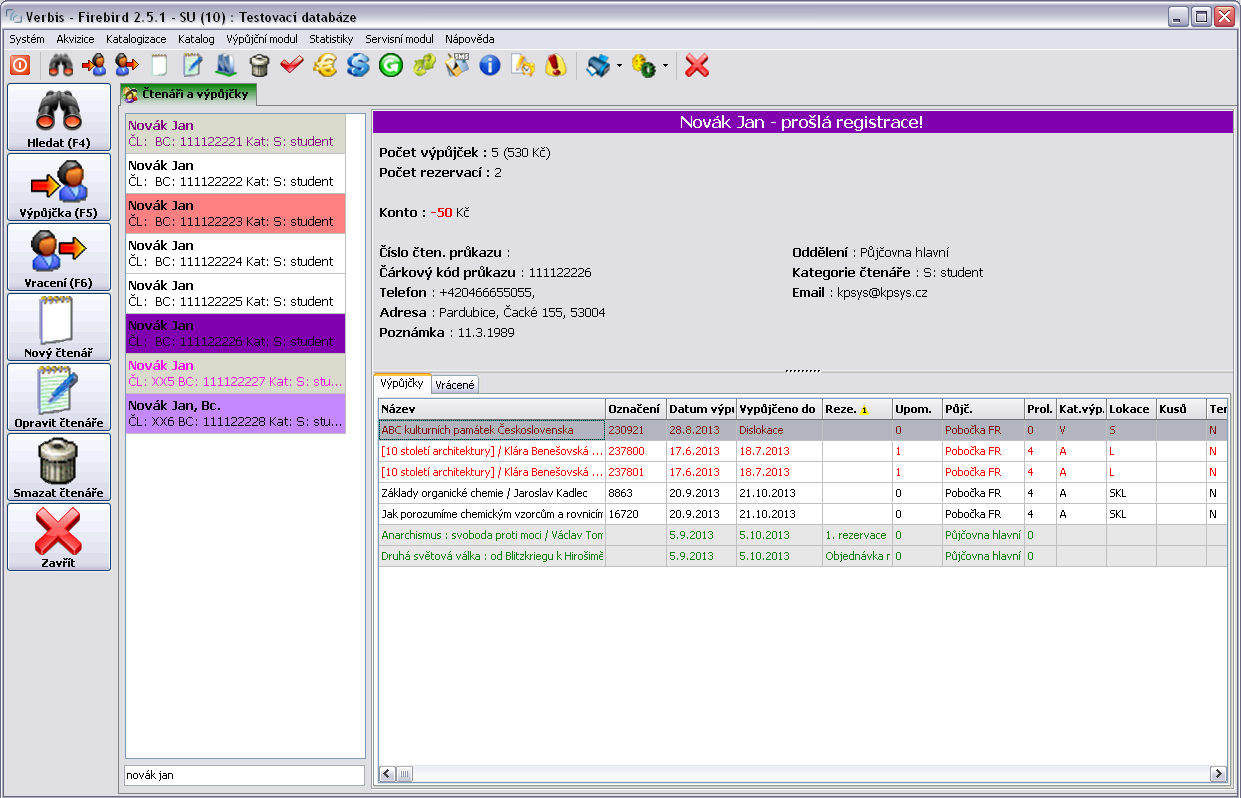 Verbis - Firebird 2.5.1 - SU (10) : Testovací databáze
Systém Akvizice Katalogizace Katalog Výpůjční modul Statistiky Servisní modul Nápověda
Čtenáři a výpůjčky
Hledat (F4)
Výpůjčka (F5)
Vracení (F6)
Nový čtenář
Opravit čtenáře
Smazat čtenáře
Zavřít
Novák Jan
ČL: BC: 111122221 Kat: S: student
Novák Jan
ČL: BC: 111122222 Kat: S: student
Novák Jan
ČL: BC: 111122223 Kat: S: student
Novák Jan
ČL: BC: 111122224 Kat: S: student
Novák Jan
ČL: BC: 111122225 Kat: S: student
Novák Jan
ČL: BC: 111122226 Kat: S: student
Novák Jan
ČL: XX5 BC: 111122227 Kat: S: stu...
Novák Jan, Bc.
ČL: XX6 BC: 111122228 Kat: S: stu...
novák jan
Novák Jan - prošlá registrace!
Počet výpůjček : 5 (530 Kč)
Počet rezervací : 2
Konto : -50 Kč
Číslo čten. průkazu : Oddělení : Půjčovna hlavní
Čárkový kód průkazu : 111122226 Kategorie čtenáře : S: student
Telefon : +420466655055, Email : kpsys@kpsys.cz
Adresa : Pardubice, Čacké 155, 53004
Poznámka : 11.3.1989
Výpůjčky Vrácené
Název Označení Datum výpů Vypůjčeno do Reze. 1 Upom. Půjč. Prol. Kat.výp. Lokace Kusů Ter
ABC kulturních památek Československa 230921 28.8.2013 Dislokace 0 Pobočka FR 0 V S N
[10 století architektury] / Klára Benešovská ... 237800 17.6.2013 18.7.2013 1 Pobočka FR 4 A L N
[10 století architektury] / Klára Benešovská ... 237801 17.6.2013 18.7.2013 1 Pobočka FR 4 A L N
Základy organické chemie / Jaroslav Kadlec 8863 20.9.2013 21.10.2013 0 Pobočka FR 4 A SKL N
Jak porozumíme chemickým vzorcům a rovnicím 16720 20.9.2013 21.10.2013 0 Pobočka FR 4 A SKL N
Anarchismus : svoboda proti moci / Václav Tom 5.9.2013 5.10.2013 1. rezervace 0 Půjčovna hlavní 0
Druhá světová válka : od Blitzkriegu k Hirošimě 5.9.2013 5.10.2013 Objednávka r 0 Půjčovna hlavní 0